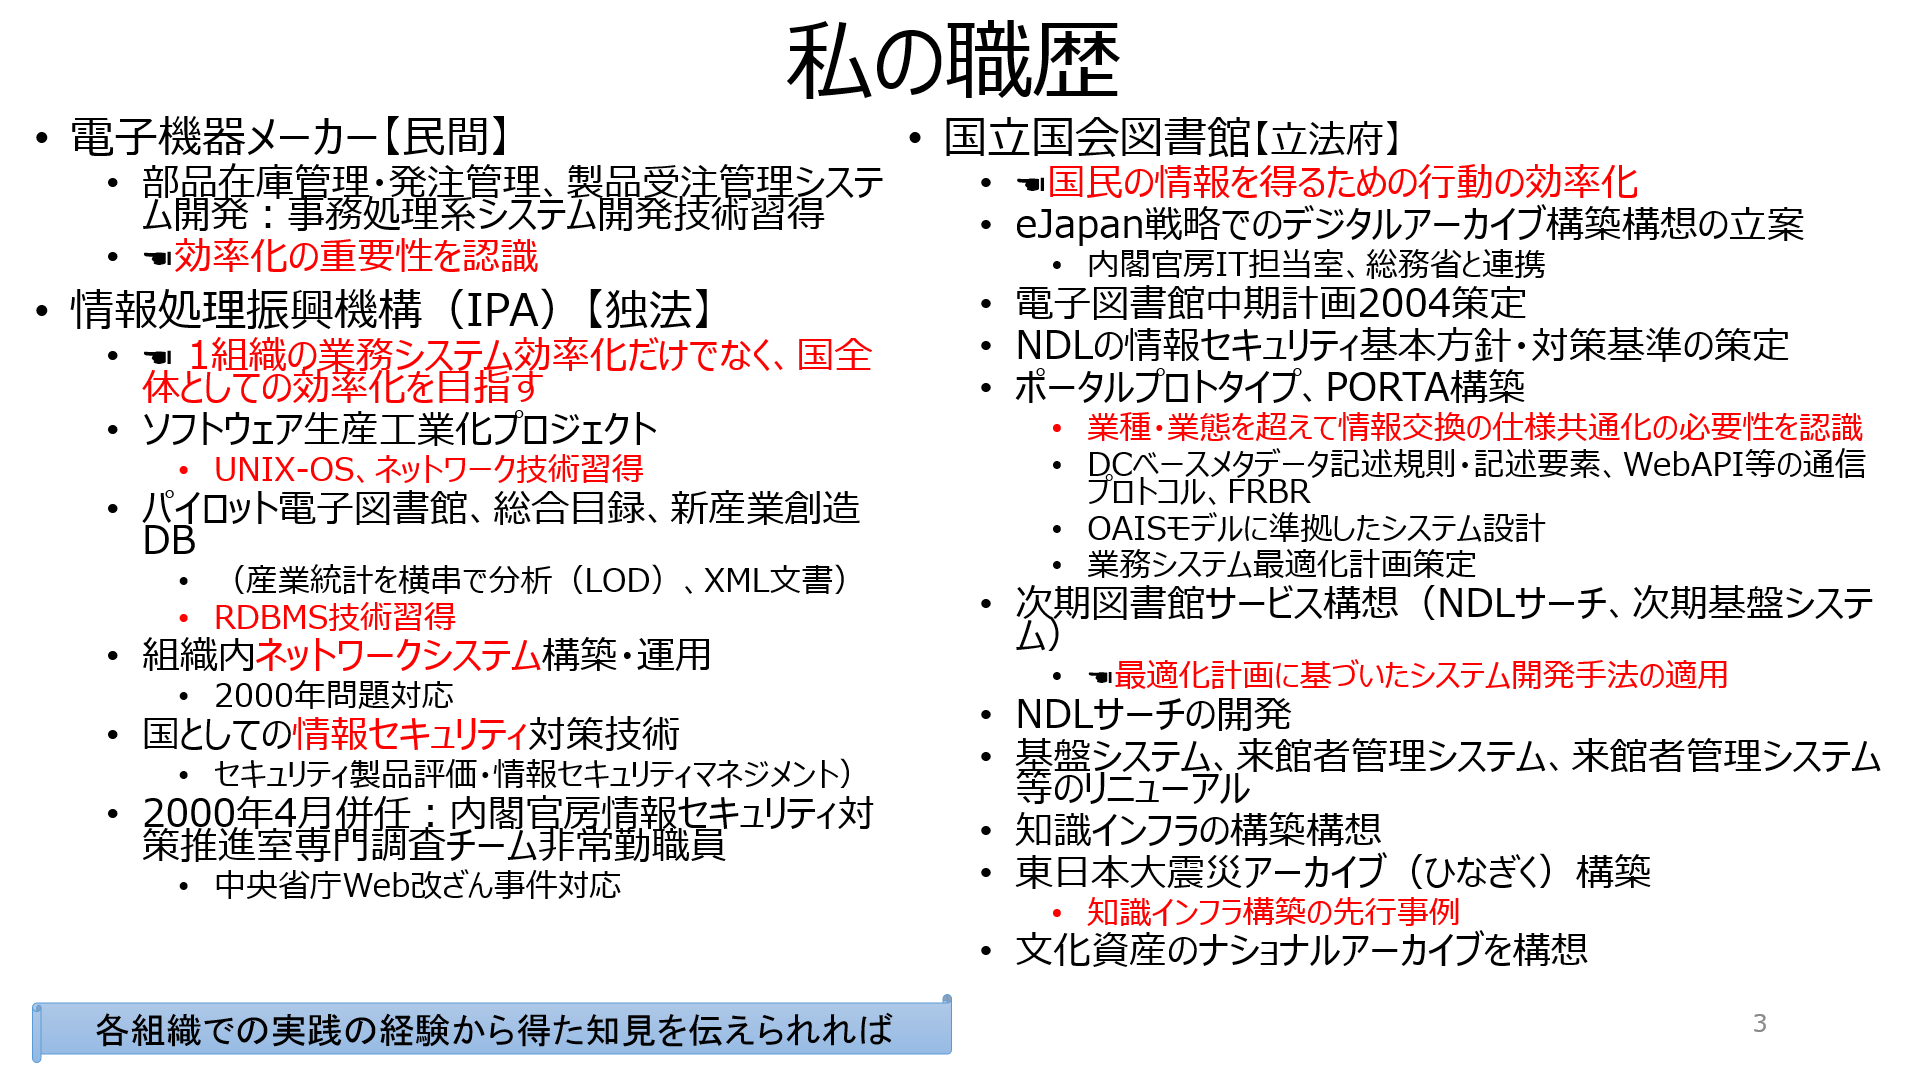 私の職歴
• 電子機器メーカー【民間】
• 部品在庫管理・発注管理、製品受注管理システ
ム開発：事務処理系システム開発技術習得
• ☚効率化の重要性を認識
• 情報処理振興機構（IPA）【独法】
• ☚ 1組織の業務システム効率化だけでなく、国全
体としての効率化を目指す
• ソフトウェア生産工業化プロジェクト
• UNIX-OS、ネットワーク技術習得
• パイロット電子図書館、総合目録、新産業創造
DB
• （産業統計を横串で分析（LOD）、XML文書）
• RDBMS技術習得
• 組織内ネットワークシステム構築・運用
• 2000年問題対応
• 国としての情報セキュリティ対策技術
• セキュリティ製品評価・情報セキュリティマネジメント）
• 2000年4月併任：内閣官房情報セキュリティ対
策推進室専門調査チーム非常勤職員
• 中央省庁Web改ざん事件対応
• 国立国会図書館【立法府】
• ☚国民の情報を得るための行動の効率化
• eJapan戦略でのデジタルアーカイブ構築構想の立案
• 内閣官房IT担当室、総務省と連携
• 電子図書館中期計画2004策定
• NDLの情報セキュリティ基本方針・対策基準の策定
• ポータルプロトタイプ、PORTA構築
• 業種・業態を超えて情報交換の仕様共通化の必要性を認識
• DCベースメタデータ記述規則・記述要素、WebAPI等の通信
プロトコル、FRBR
• OAISモデルに準拠したシステム設計
• 業務システム最適化計画策定
• 次期図書館サービス構想（NDLサーチ、次期基盤システ
ム）
• ☚最適化計画に基づいたシステム開発手法の適用
• NDLサーチの開発
• 基盤システム、来館者管理システム、来館者管理システム
等のリニューアル
• 知識インフラの構築構想
• 東日本大震災アーカイブ（ひなぎく）構築
• 知識インフラ構築の先行事例
• 文化資産のナショナルアーカイブを構想
各組織での実践の経験から得た知見を伝えられれば
3